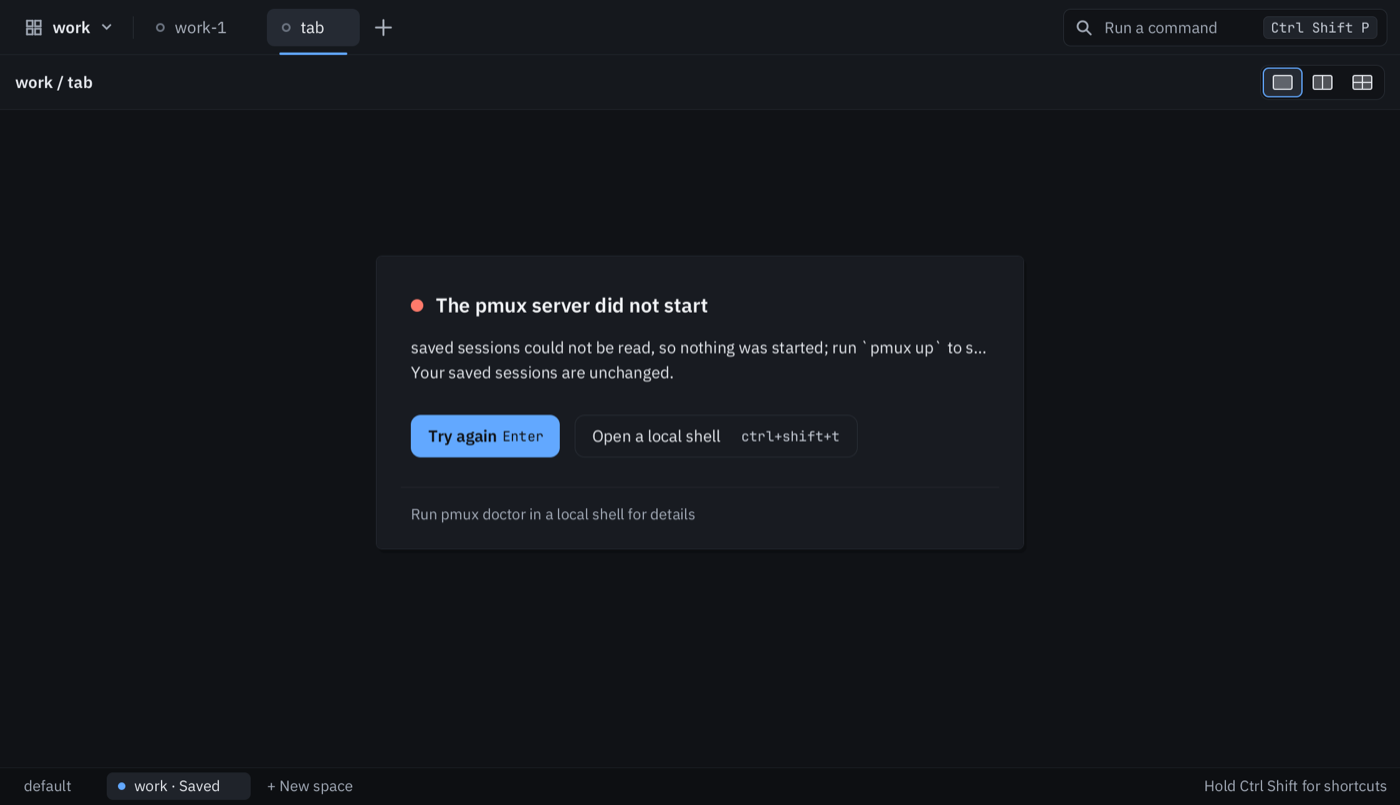 work work-1 tab + Run a command Ctrl Shift P
work / tab
The pmux server did not start
saved sessions could not be read, so nothing was started; run `pmux up` to s...
Your saved sessions are unchanged.
Try again Enter Open a local shell ctrl+shift+t
Run pmux doctor in a local shell for details
default work · Saved + New space Hold Ctrl Shift for shortcuts